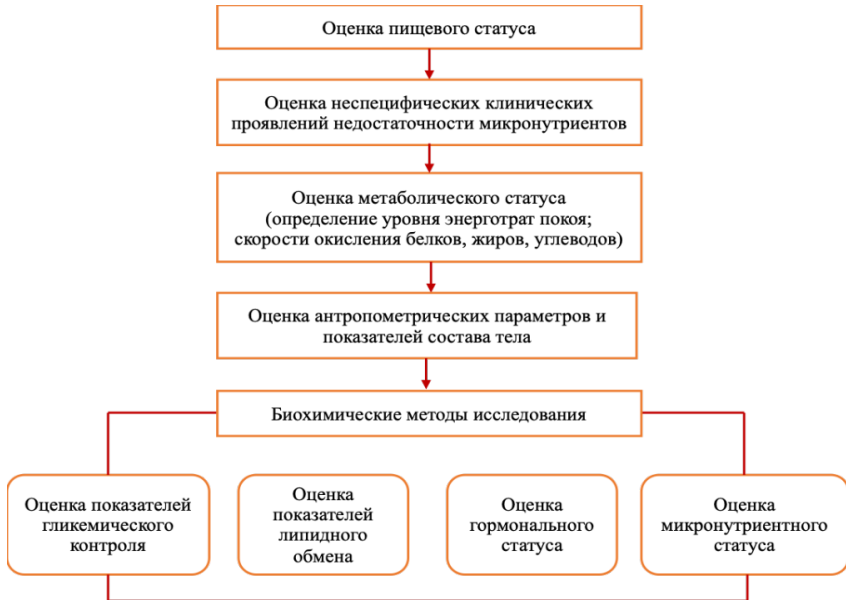 Оценка пищевого статуса
Оценка неспецифических клинических
проявлений недостаточности микронутриентов
Оценка метаболического статуса
(определение уровня энерготрат покоя;
скорости окисления белков, жиров, углеводов)
Оценка антропометрических параметров и
показателей состава тела
Биохимические методы исследования
Оценка показателей
гликемического
контроля
Оценка
показателей
липидного
обмена
Оценка
гормонального
статуса
Оценка
микронутриентного
статуса